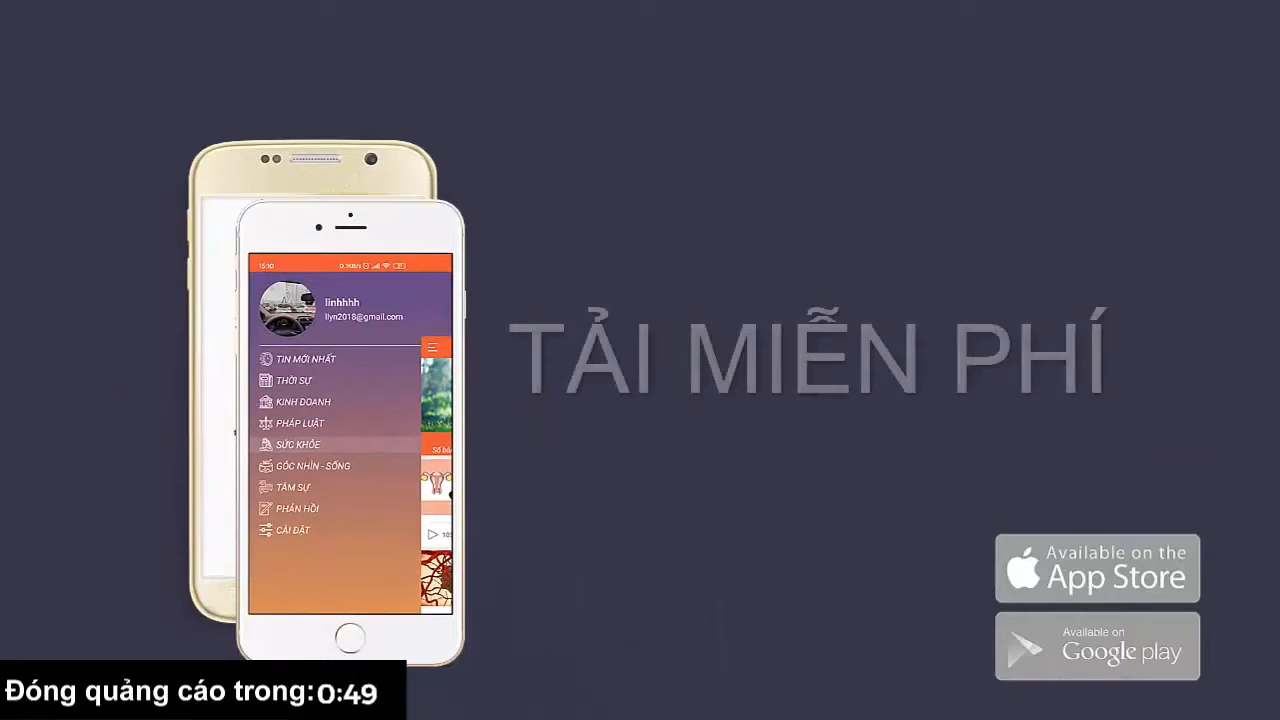 15:10
linhhhh
llyn2018@gmail.com
TIN MỚI NHẤT
THỜI SỰ
KINH DOANH
PHÁP LUẬT
SỨC KHỎE
GÓC NHÌN - SỐNG
TÂM SỰ
PHẢN HỒI
CÀI ĐẶT
TẢI MIỄN PHÍ
Available on the
App Store
Available on
Google play
Đóng quảng cáo trong:0:49